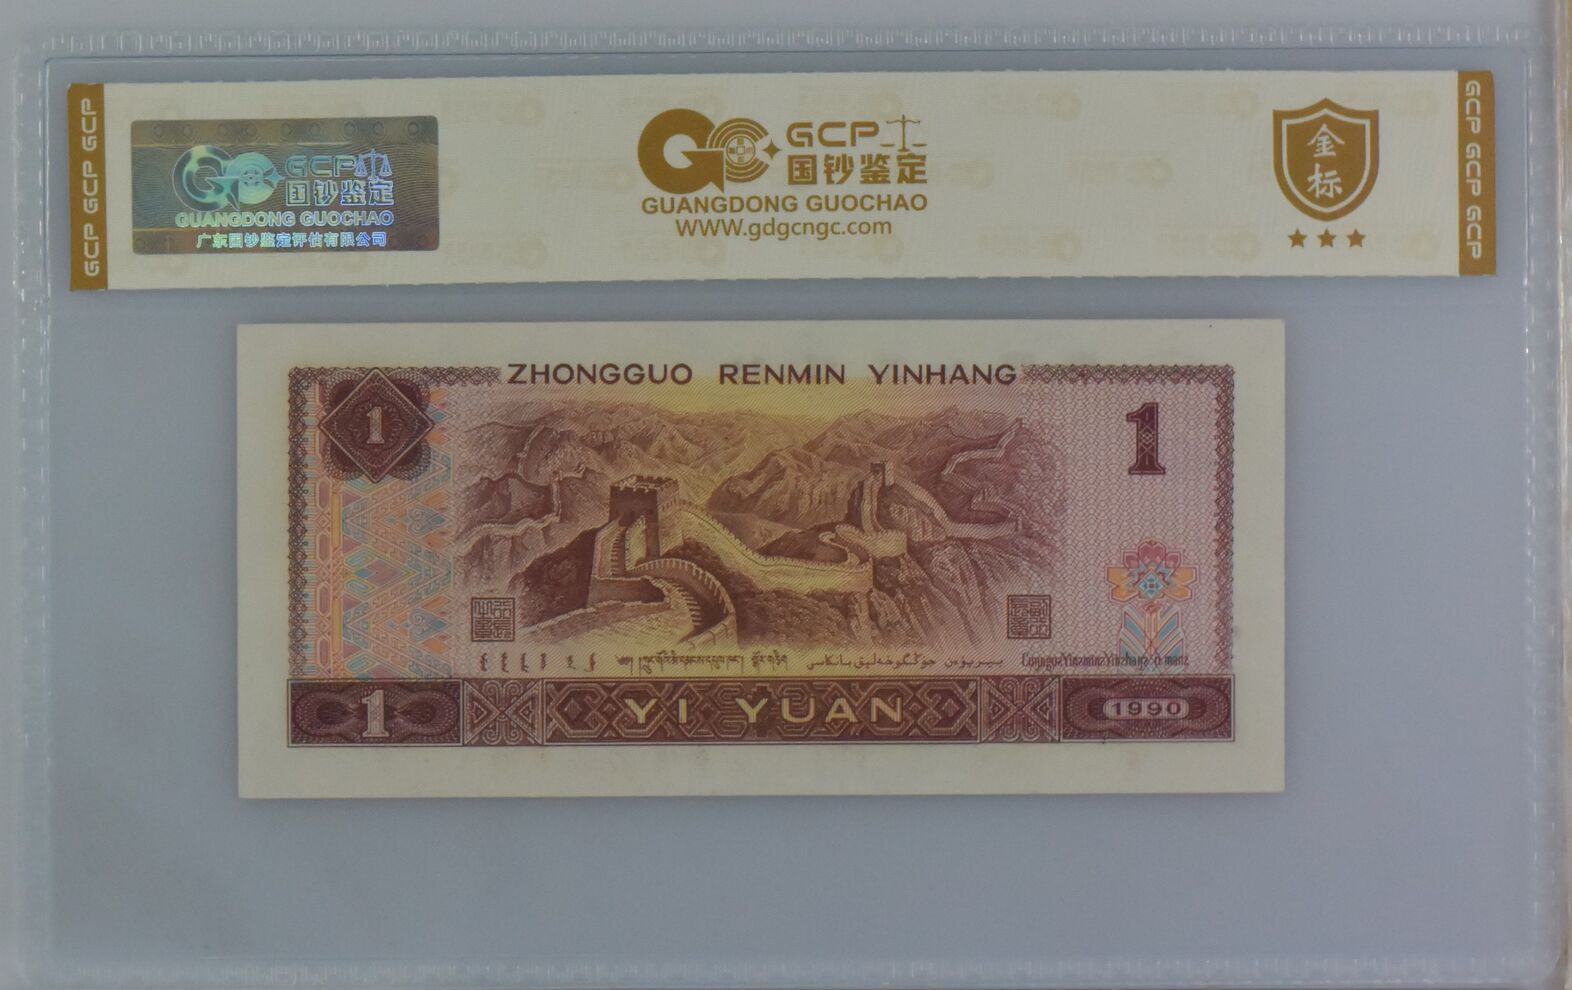 GCP GCP GCP
GCP
国钞鉴定
GUANGDONG GUOCHAO
广东国钞鉴定评估有限公司
GCP
国钞鉴定
GUANGDONG GUOCHAO
WWW.gdgcngc.com
金标
GCP GCP GCP
ZHONGGUO RENMIN YINHANG
1
1
1
YI YUAN
1990